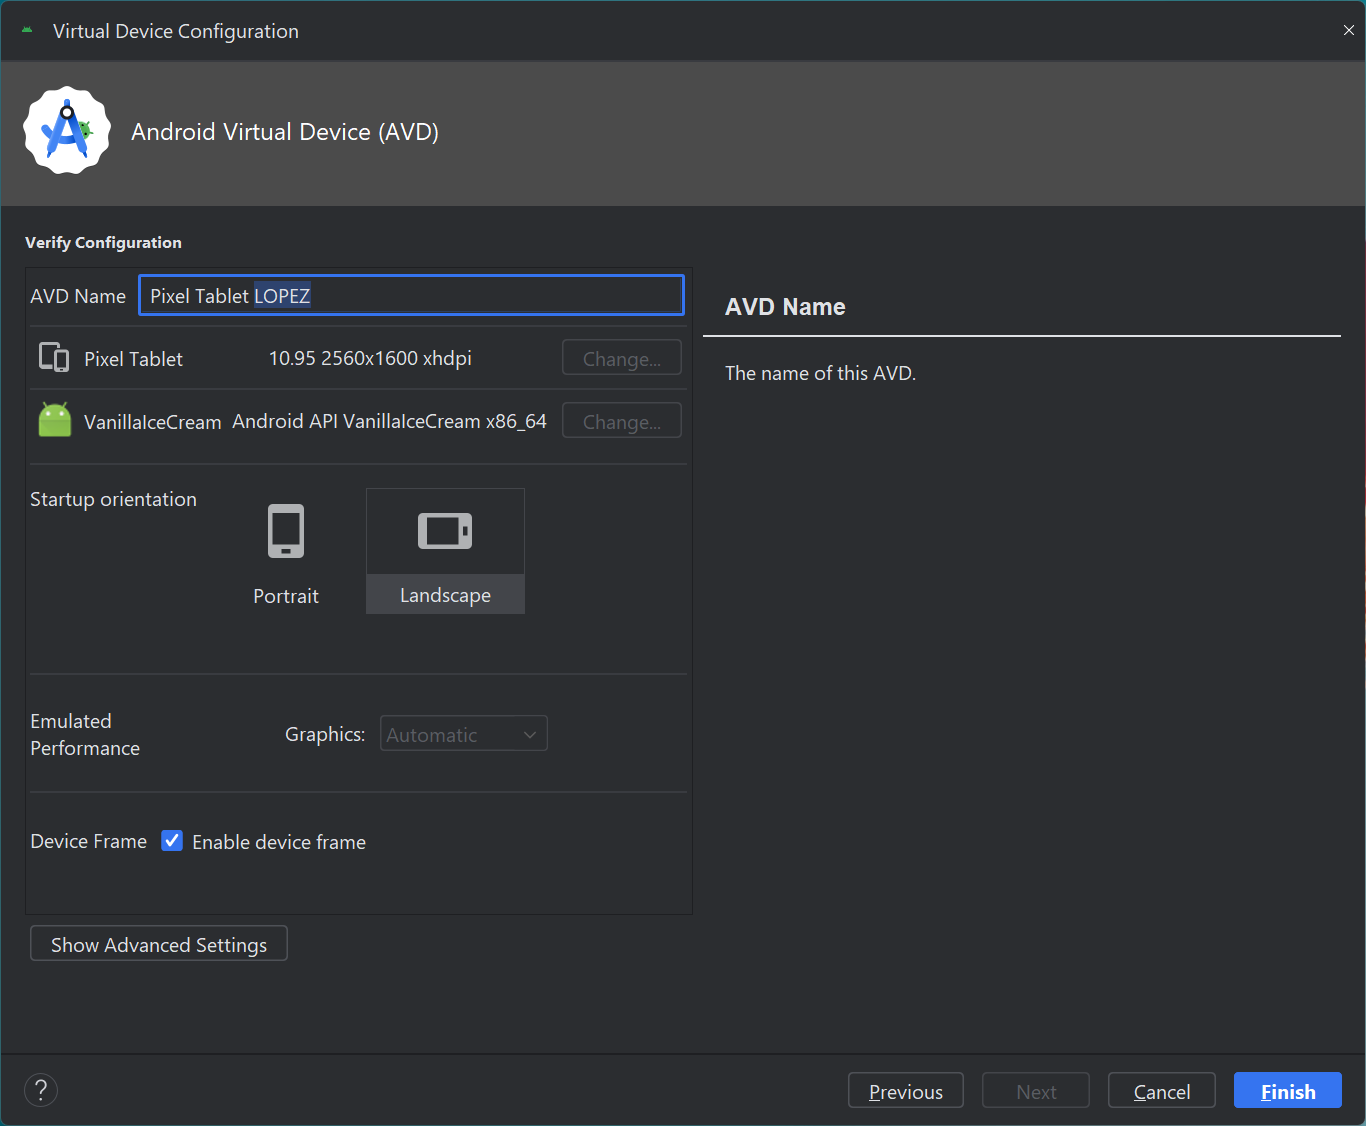 Virtual Device Configuration
Android Virtual Device (AVD)
Verify Configuration
AVD Name Pixel Tablet LOPEZ
Pixel Tablet 10.95 2560x1600 xhdpi Change...
VanillaIceCream Android API VanillaIceCream x86_64 Change...
Startup orientation
Portrait Landscape
Emulated
Performance
Graphics: Automatic
Device Frame Enable device frame
Show Advanced Settings
AVD Name
The name of this AVD.
? Previous Next Cancel Finish